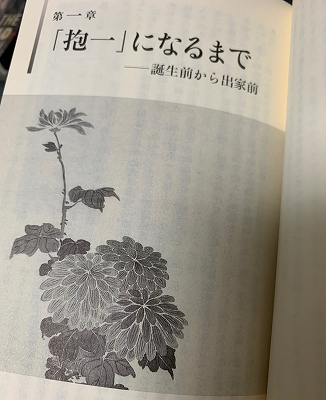 第一章
「抱一」になるまで
──誕生前から出家前